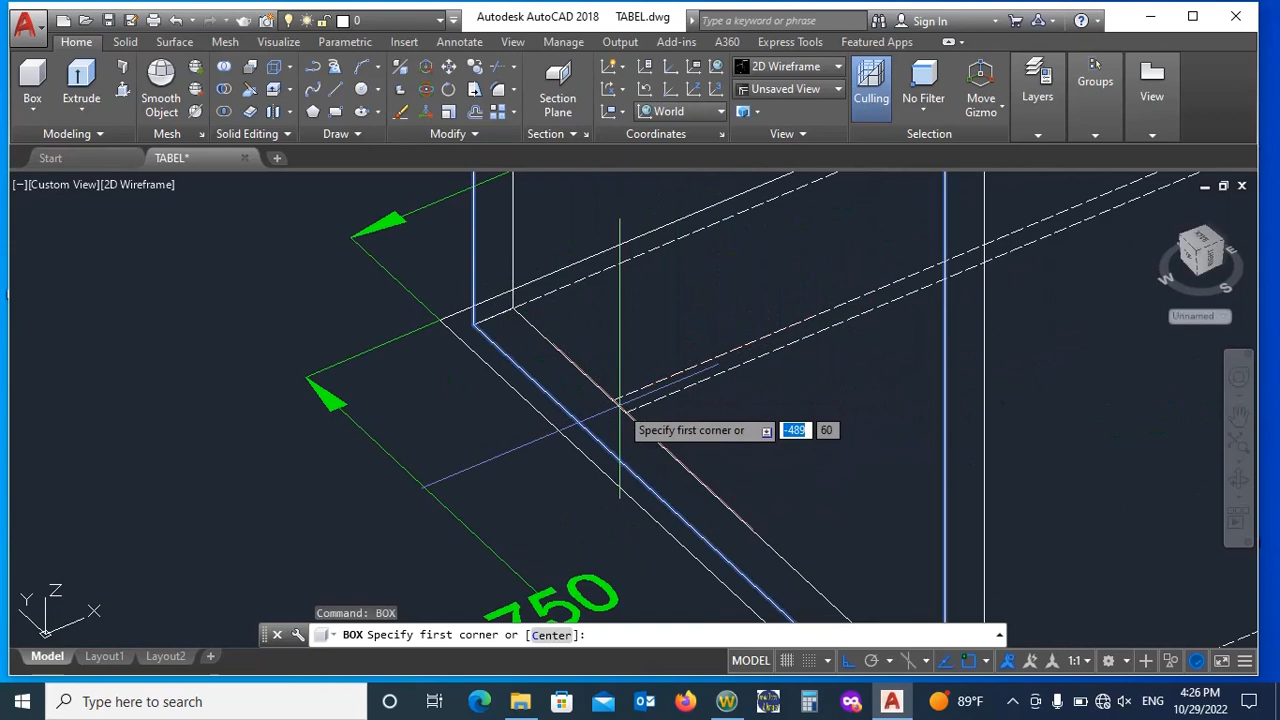 Autodesk AutoCAD 2018 TABEL.dwg
0
Type a keyword or phrase
Sign In
Home Solid Surface Mesh Visualize Parametric Insert Annotate View Manage Output Add-ins A360 Express Tools Featured Apps
Box
Extrude
Smooth Object
Section Plane
2D Wireframe
Unsaved View
World
Culling
No Filter
Move Gizmo
Layers
Groups
View
Modeling Mesh Solid Editing Draw Modify Section Coordinates View Selection
Start TABEL*
[−][Custom View][2D Wireframe]
S
Unnamed
Specify first corner or -489 60
750
Y Z X
Command: BOX
BOX Specify first corner or [Center]:
Model Layout1 Layout2
MODEL 1:1
Type here to search
89°F
ENG
4:26 PM
10/29/2022